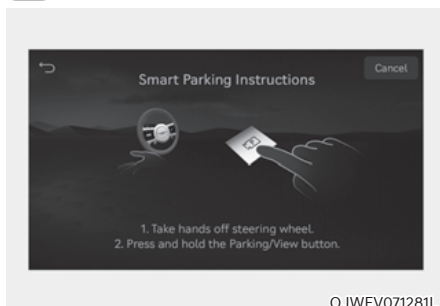 Cancel
Smart Parking Instructions
1. Take hands off steering wheel.
2. Press and hold the Parking/View button.
OJWEV071281L